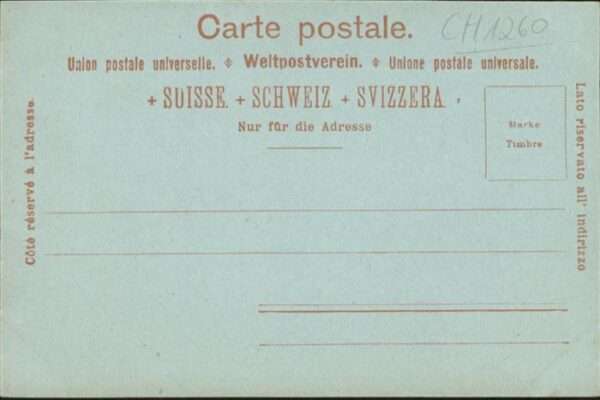 Carte postale.
CH1260
Union postale universelle. ❖ Weltpostverein. ❖ Unione postale universale.
+ SUISSE. + SCHWEIZ. + SVIZZERA.
Nur für die Adresse
Marke
Timbre
Côté réservé à l'adresse.
Lato riservato all' indirizzo